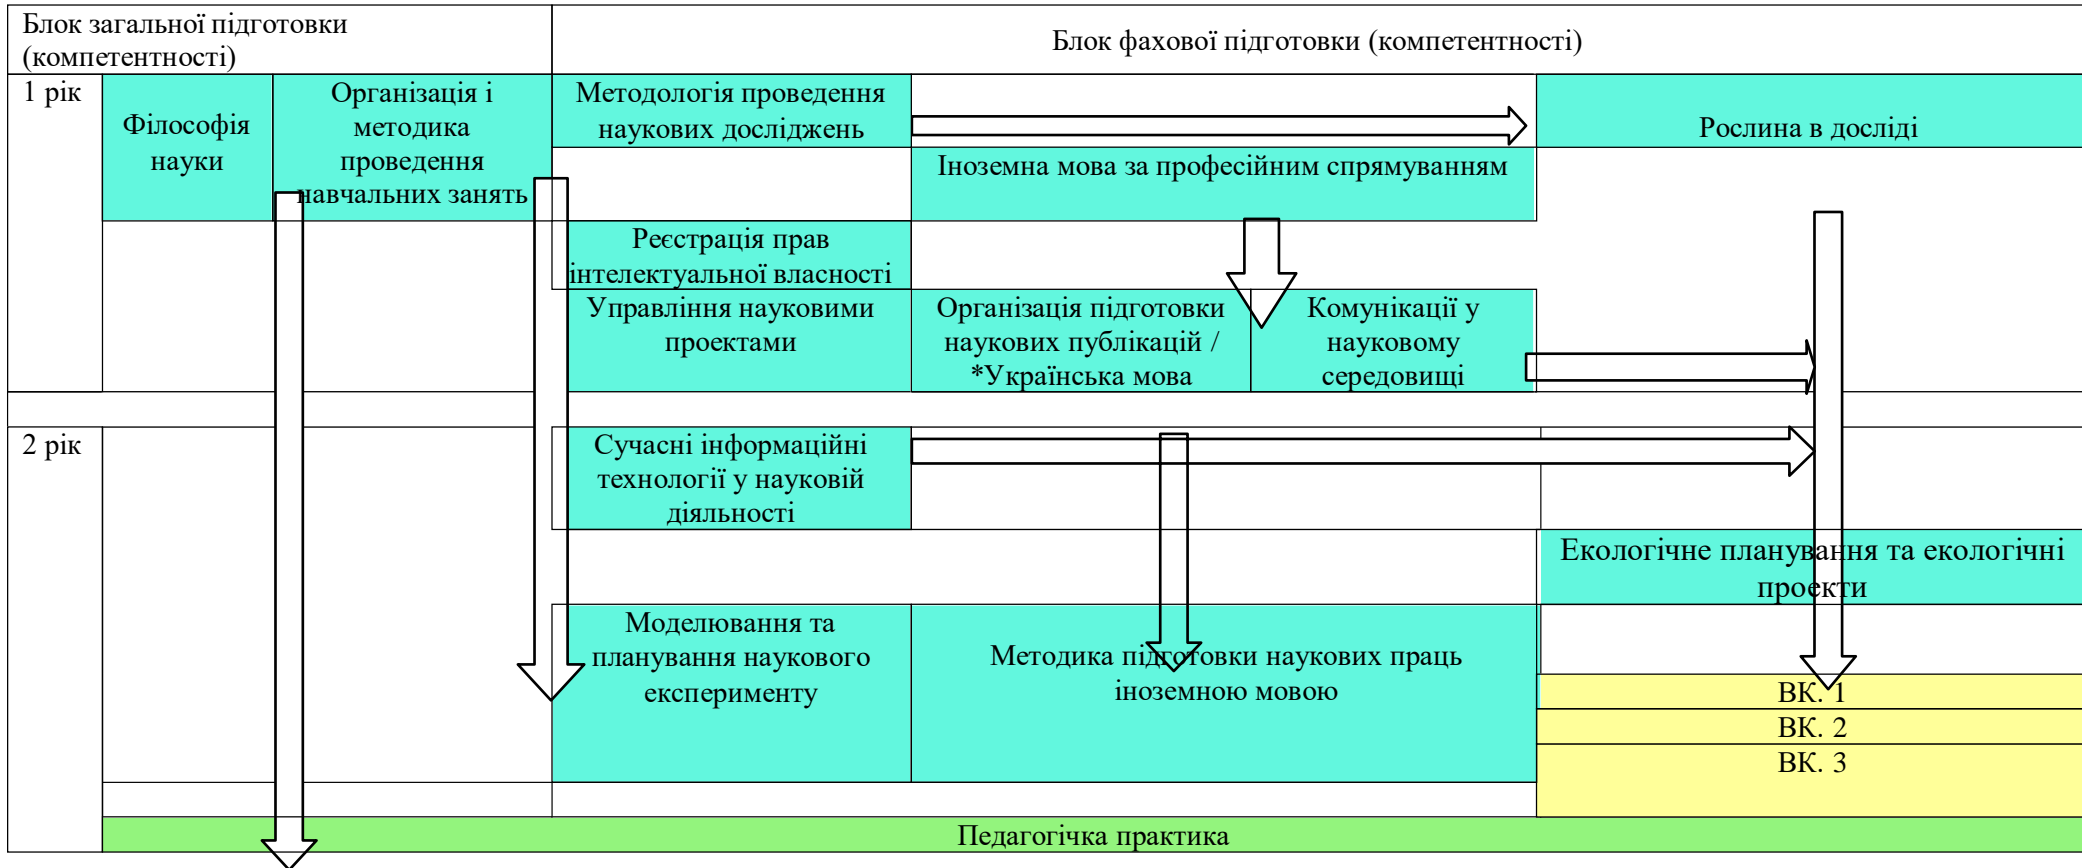 Блок загальної підготовки
(компетентності)
Блок фахової підготовки (компетентності)
1 рік
Філософія
науки
Організація і
методика
проведення
навчальних занять
Методологія проведення
наукових досліджень
Рослина в досліді
Іноземна мова за професійним спрямуванням
Реєстрація прав
інтелектуальної власності
Управління науковими
проектами
Організація підготовки
наукових публікацій /
*Українська мова
Комунікації у
науковому
середовищі
2 рік
Сучасні інформаційні
технології у науковій
діяльності
Екологічне планування та екологічні
проекти
Моделювання та
планування наукового
експерименту
Методика підготовки наукових праць
іноземною мовою
ВК. 1
ВК. 2
ВК. 3
Педагогічка практика